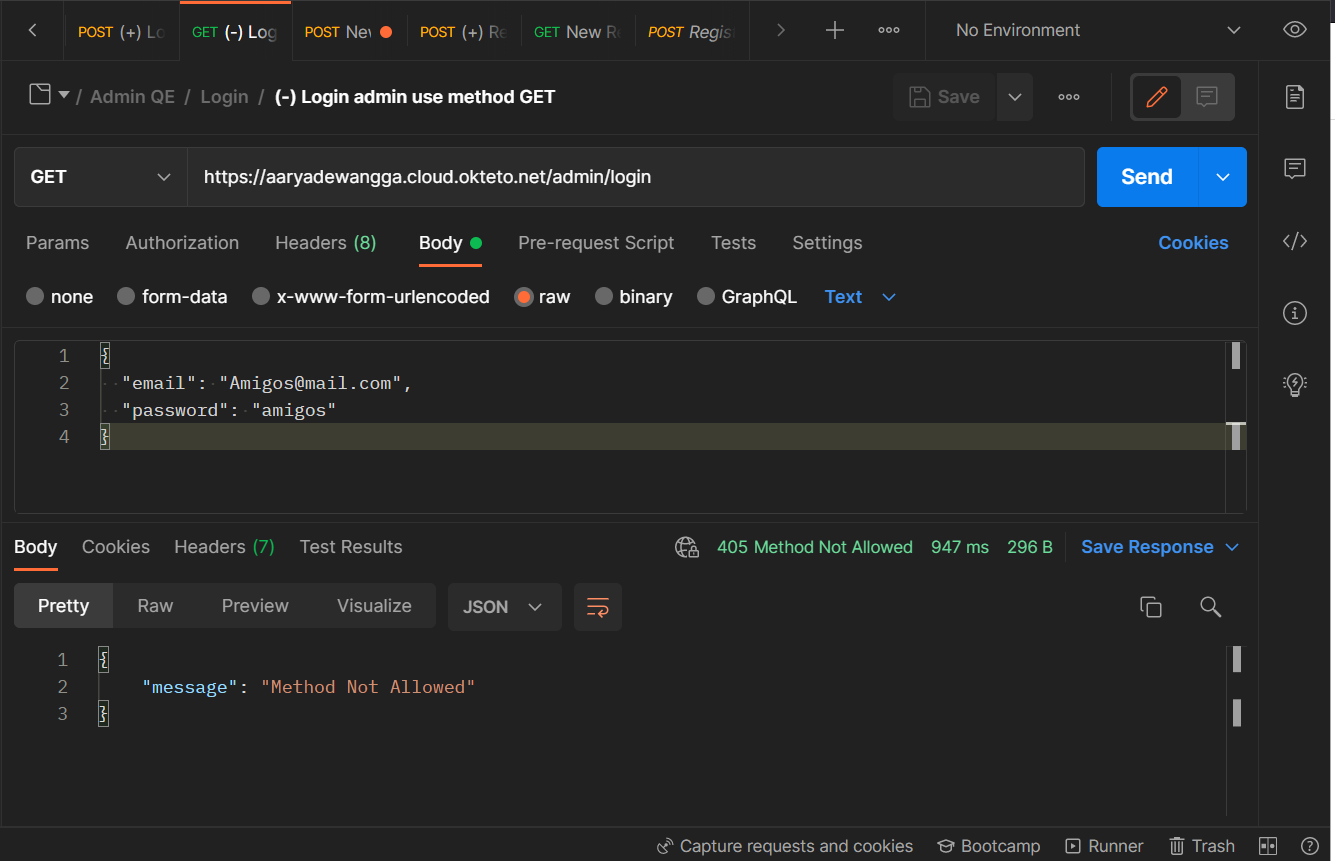 POST (+) Lo GET (-) Log POST Nev POST (+) Re GET New R POST Regis No Environment
/ Admin QE / Login / (-) Login admin use method GET Save
GET https://aaryadewangga.cloud.okteto.net/admin/login Send
Params Authorization Headers (8) Body Pre-request Script Tests Settings Cookies
none form-data x-www-form-urlencoded raw binary GraphQL Text
1 {
2 "email": "Amigos@mail.com",
3 "password": "amigos"
4 }
Body Cookies Headers (7) Test Results 405 Method Not Allowed 947 ms 296 B Save Response
Pretty Raw Preview Visualize JSON
1 {
2 "message": "Method Not Allowed"
3 }
Capture requests and cookies Bootcamp Runner Trash